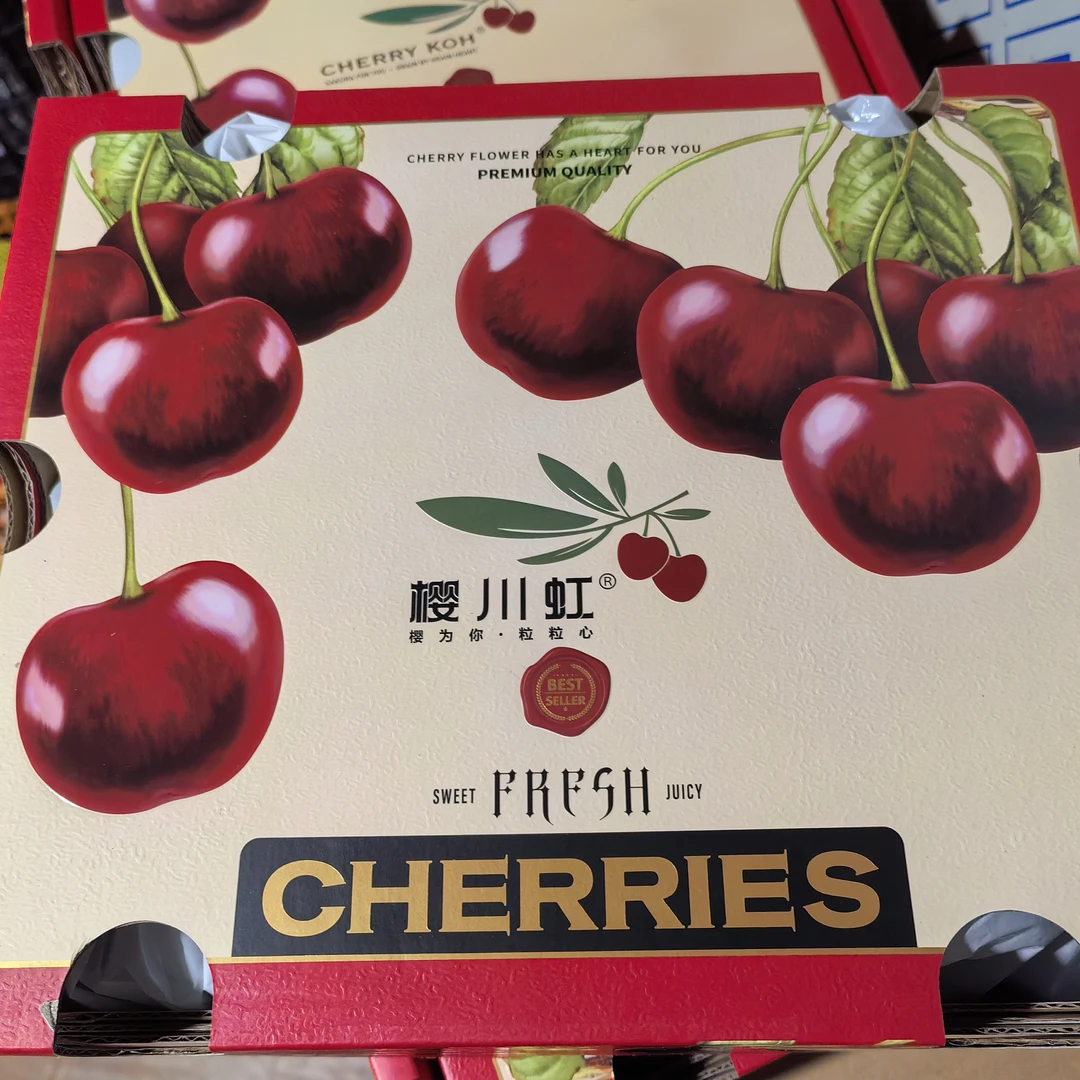 CHERRY KOH®
CHERRY FLOWER HAS A HEART FOR YOU
PREMIUM QUALITY
樱川虹®
樱为你·粒粒心
BEST
SELLER
SWEET FRESH JUICY
CHERRIES